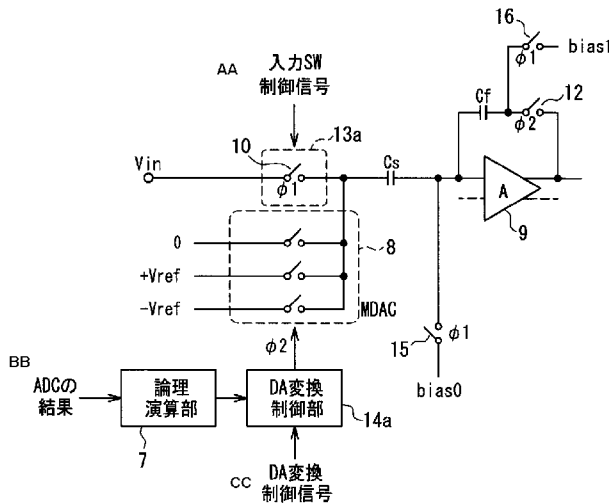 16
φ1
bias1
AA
入力SW
制御信号
Cf
12
φ2
10
13a
Vin
φ1
Cs
A
9
0
8
+Vref
-Vref
MDAC
φ2
15
φ1
bias0
BB
ADCの
結果
論理
演算部
7
DA変換
制御部
14a
CC
DA変換
制御信号